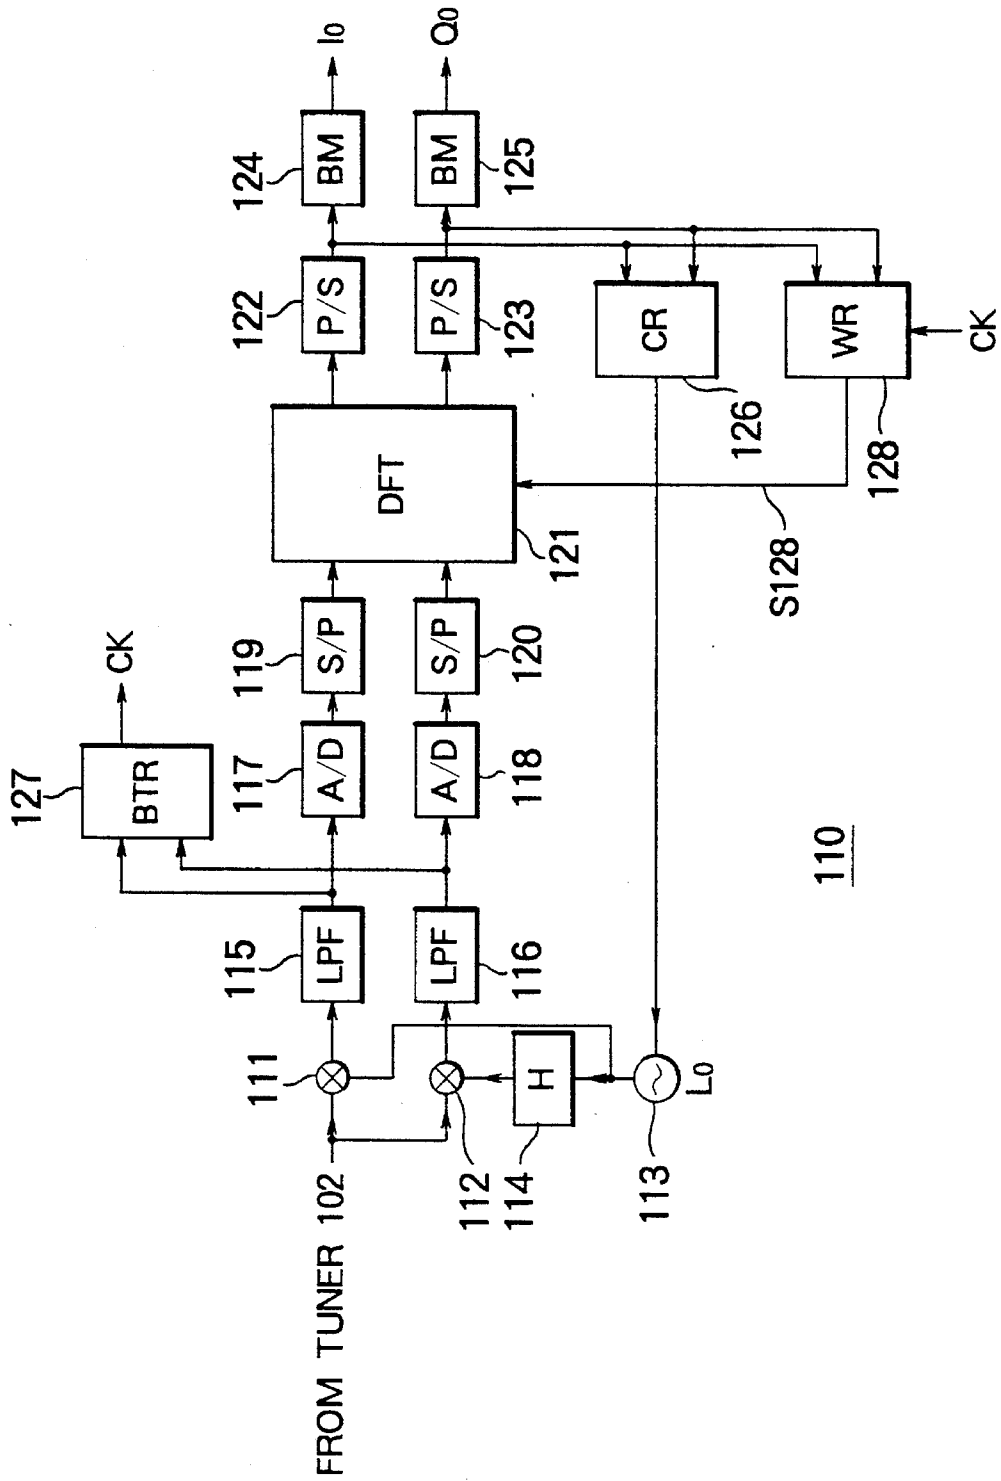 127
BTR
CK
111
115
LPF
117
A/D
119
S/P
DFT
121
122
P/S
124
BM
I0
FROM TUNER 102
112
116
LPF
118
A/D
120
S/P
123
P/S
125
BM
Q0
114
H
113
L0
S128
126
CR
128
WR
CK
110